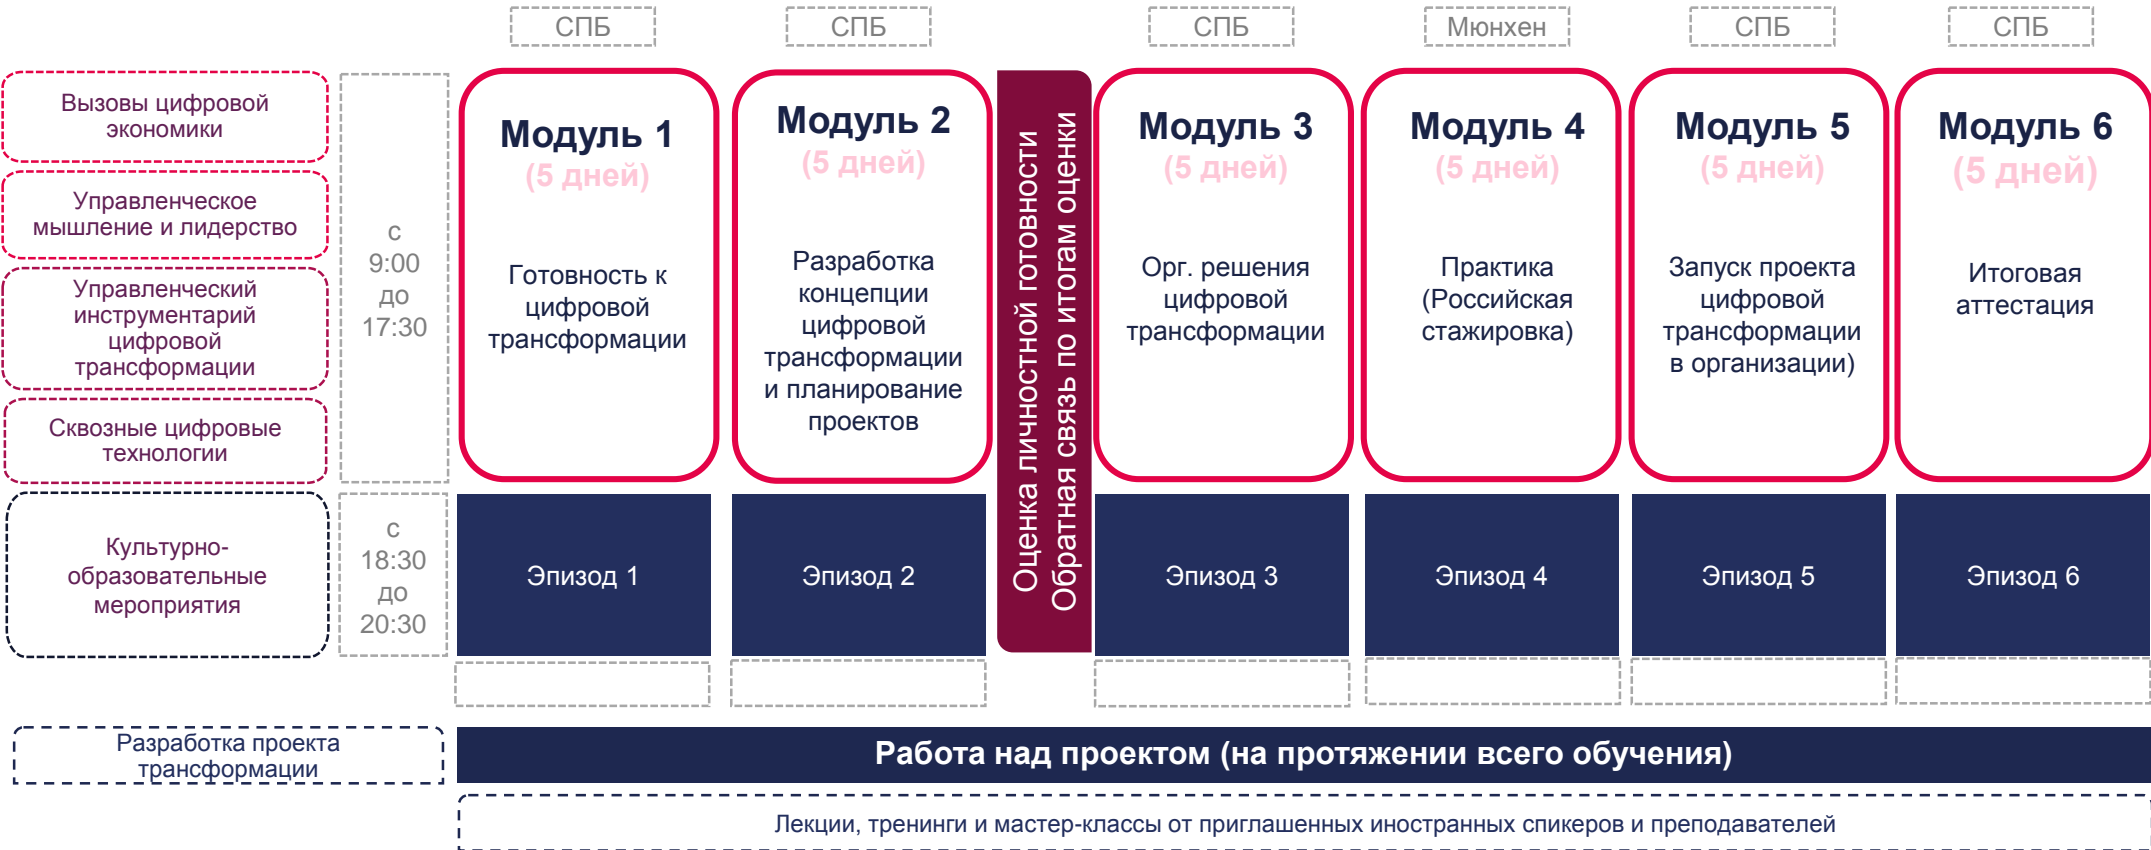 СПБ
СПБ
СПБ
Мюнхен
СПБ
СПБ
Вызовы цифровой
экономики
Управленческое
мышление и лидерство
Управленческий
инструментарий
цифровой
трансформации
Сквозные цифровые
технологии
с
9:00
до
17:30
Модуль 1
(5 дней)
Готовность к
цифровой
трансформации
Модуль 2
(5 дней)
Разработка
концепции
цифровой
трансформации
и планирование
проектов
Оценка личностной готовности
Обратная связь по итогам оценки
Модуль 3
(5 дней)
Орг. решения
цифровой
трансформации
Модуль 4
(5 дней)
Практика
(Российская
стажировка)
Модуль 5
(5 дней)
Запуск проекта
цифровой
трансформации
в организации)
Модуль 6
(5 дней)
Итоговая
аттестация
Культурно-
образовательные
мероприятия
с
18:30
до
20:30
Эпизод 1
Эпизод 2
Эпизод 3
Эпизод 4
Эпизод 5
Эпизод 6
Разработка проекта
трансформации
Работа над проектом (на протяжении всего обучения)
Лекции, тренинги и мастер-классы от приглашенных иностранных спикеров и преподавателей